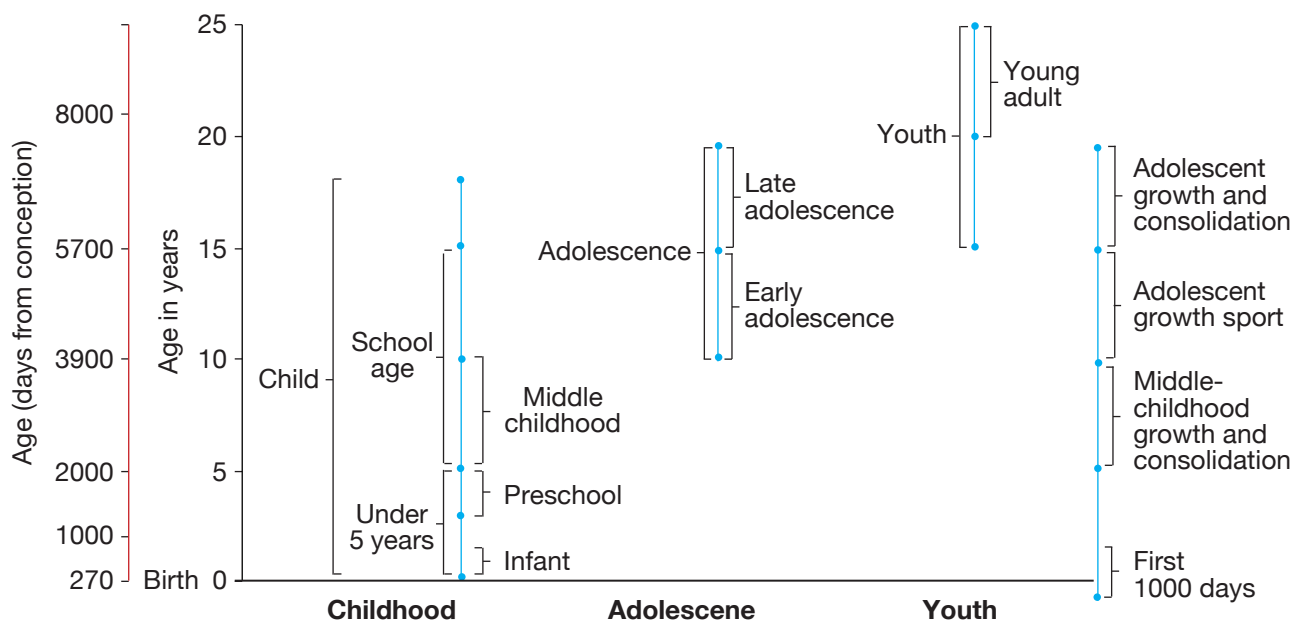 Age (days from conception)
8000
5700
3900
2000
1000
270
Age in years
25
20
15
10
5
0
Birth
Child
School
age
Middle
childhood
Under
5 years
Preschool
Infant
Adolescence
Late
adolescence
Early
adolescence
Youth
Young
adult
Adolescent
growth and
consolidation
Adolescent
growth sport
Middle-
childhood
growth and
consolidation
First
1000 days
Childhood
Adolescene
Youth